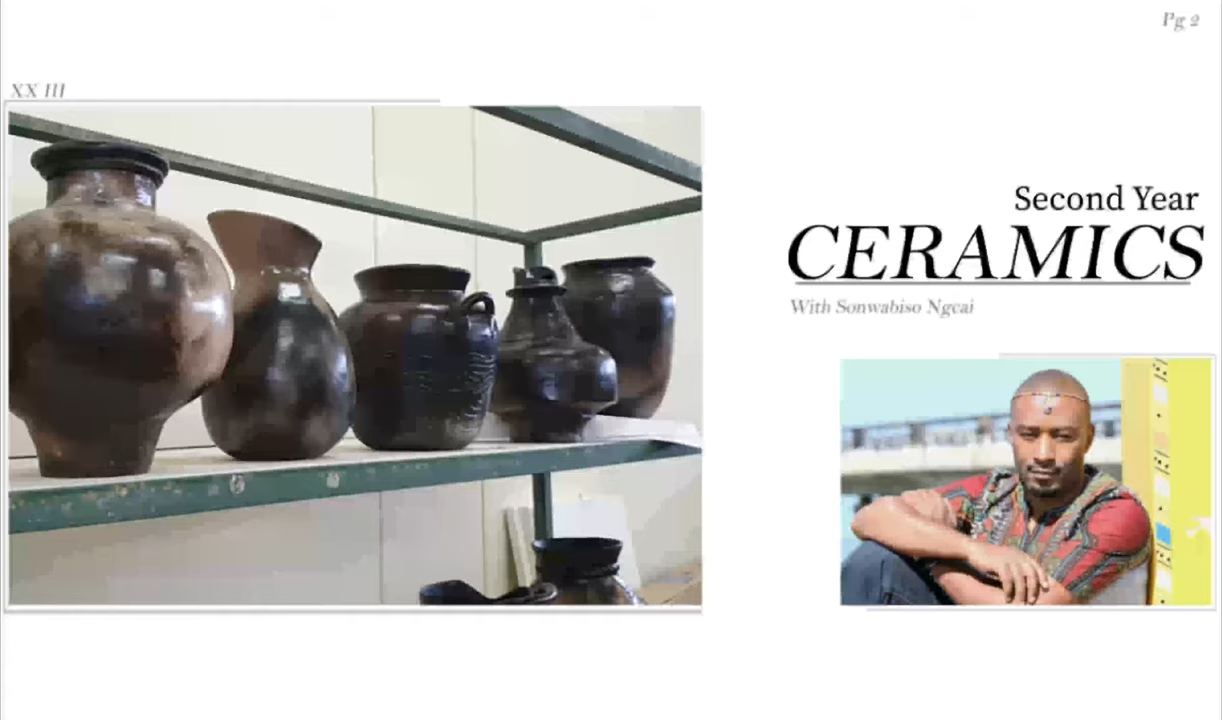 Pg 2
XX III
Second Year
CERAMICS
With Sonwabiso Ngcai